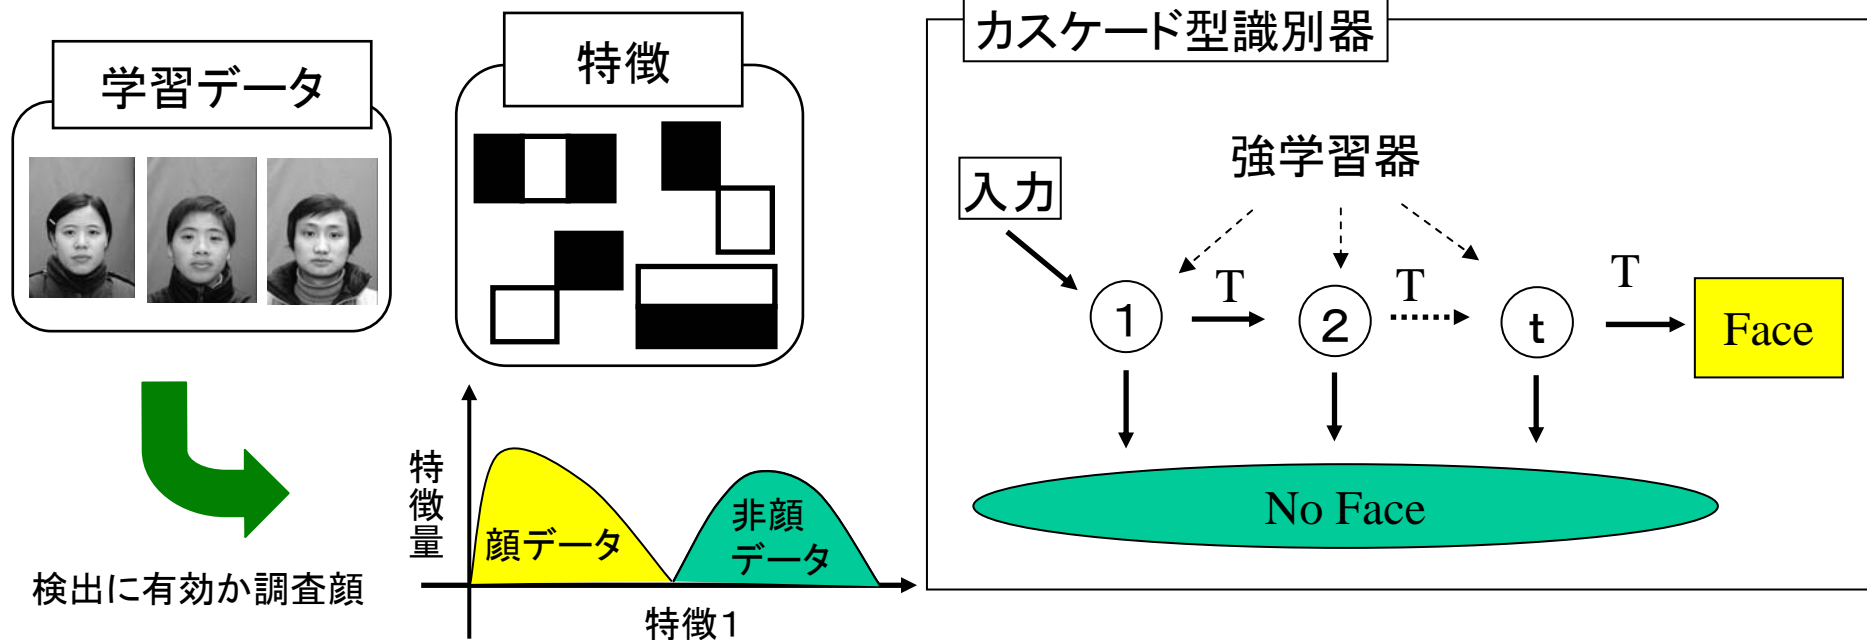 学習データ
特徴
カスケード型識別器
強学習器
入力
T
T
T
1
2
t
Face
No Face
特徴量
顔データ
非顔
データ
検出に有効か調査顔
特徴1